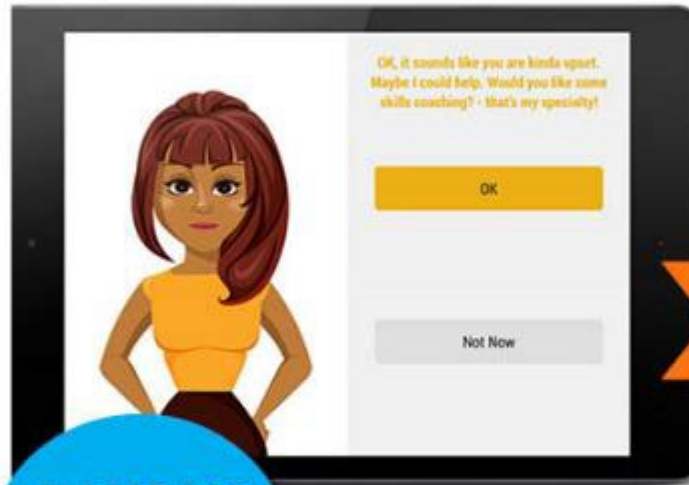 OK, it sounds like you are kinda upset.
Maybe I could help. Would you like some
skills coaching? - that's my specialty!
OK
Not Now